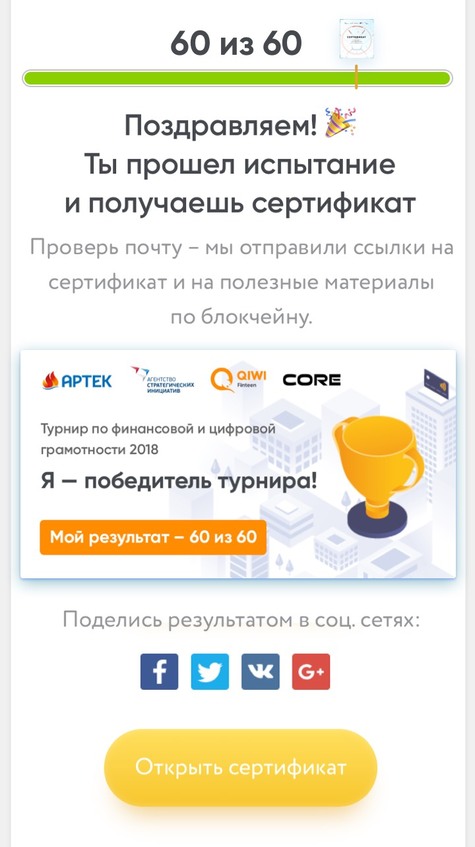 60 из 60
СЕРТИФИКАТ
Поздравляем!
Ты прошел испытание
и получаешь сертификат
Проверь почту – мы отправили ссылки на
сертификат и на полезные материалы
по блокчейну.
АРТЕК
АГЕНТСТВО
СТРАТЕГИЧЕСКИХ
ИНИЦИАТИВ
QIWI
Finteen
CORE
Турнир по финансовой и цифровой
грамотности 2018
Я — победитель турнира!
Мой результат – 60 из 60
Поделись результатом в соц. сетях:
G+
Открыть сертификат